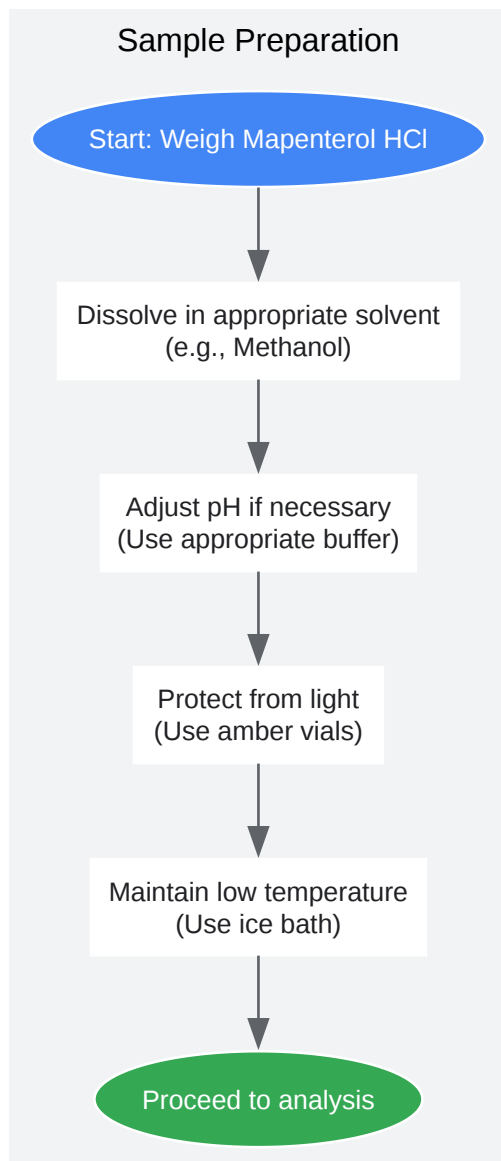 Sample Preparation
Start: Weigh Mapenterol HCl
Dissolve in appropriate solvent
(e.g., Methanol)
Adjust pH if necessary
(Use appropriate buffer)
Protect from light
(Use amber vials)
Maintain low temperature
(Use ice bath)
Proceed to analysis